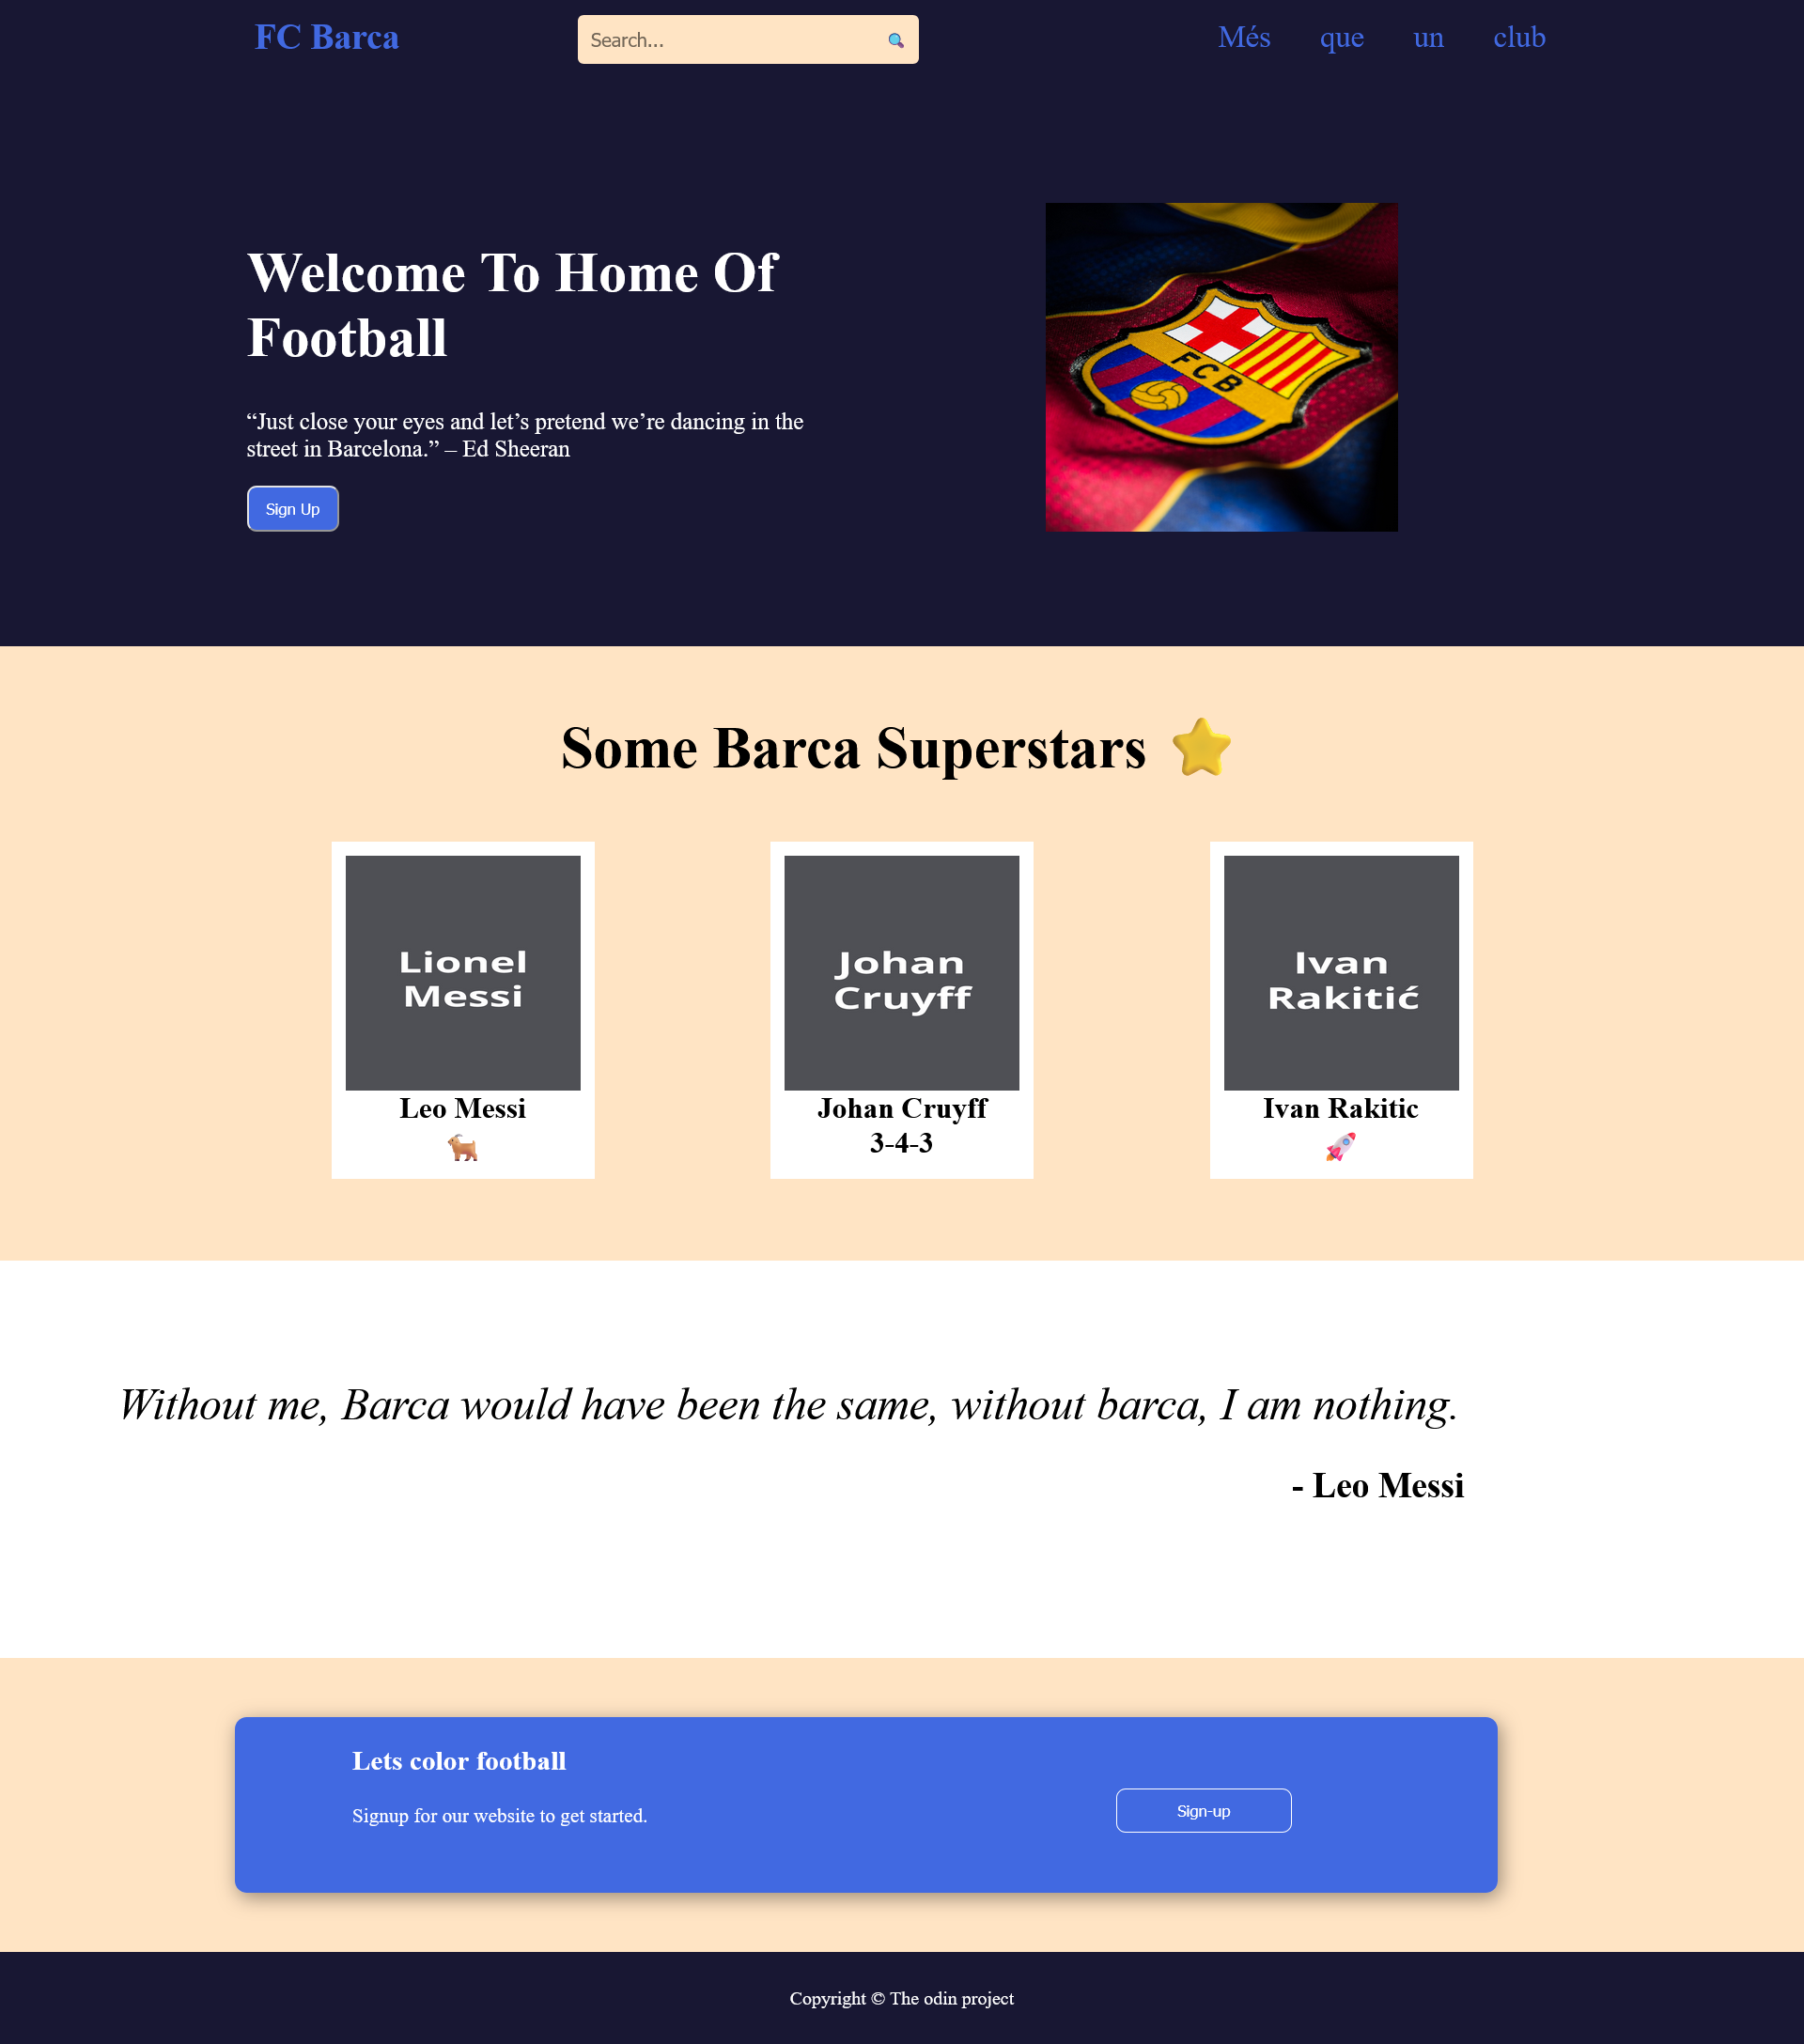 FC Barca
Search...
Més que un club
Welcome To Home Of
Football
FCB
“Just close your eyes and let’s pretend we’re dancing in the
street in Barcelona.” – Ed Sheeran
Sign Up
Some Barca Superstars
Lionel
Messi
Leo Messi
Johan
Cruyff
Johan Cruyff
3-4-3
Ivan
Rakitić
Ivan Rakitic
Without me, Barca would have been the same, without barca, I am nothing.
- Leo Messi
Lets color football
Signup for our website to get started.
Sign-up
Copyright © The odin project